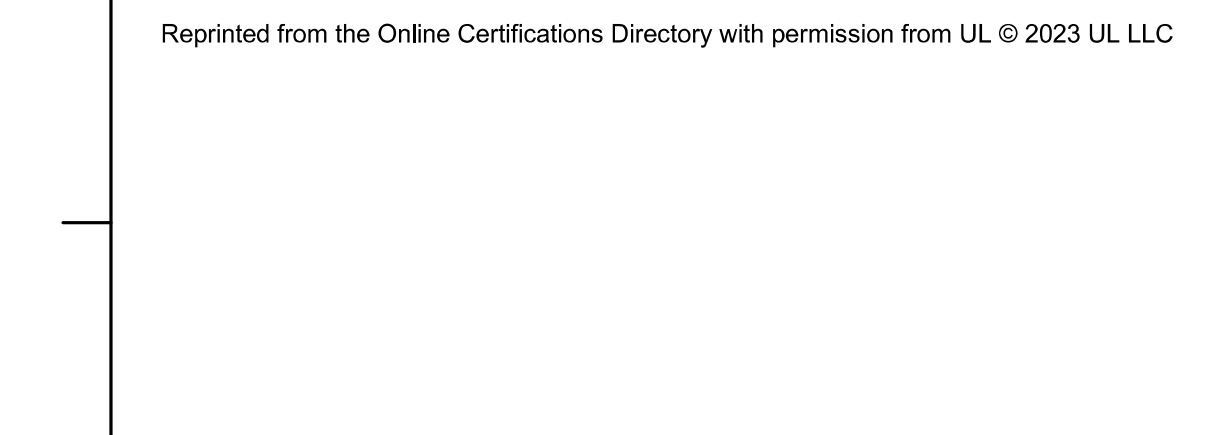 Reprinted from the Online Certifications Directory with permission from UL © 2023 UL LLC